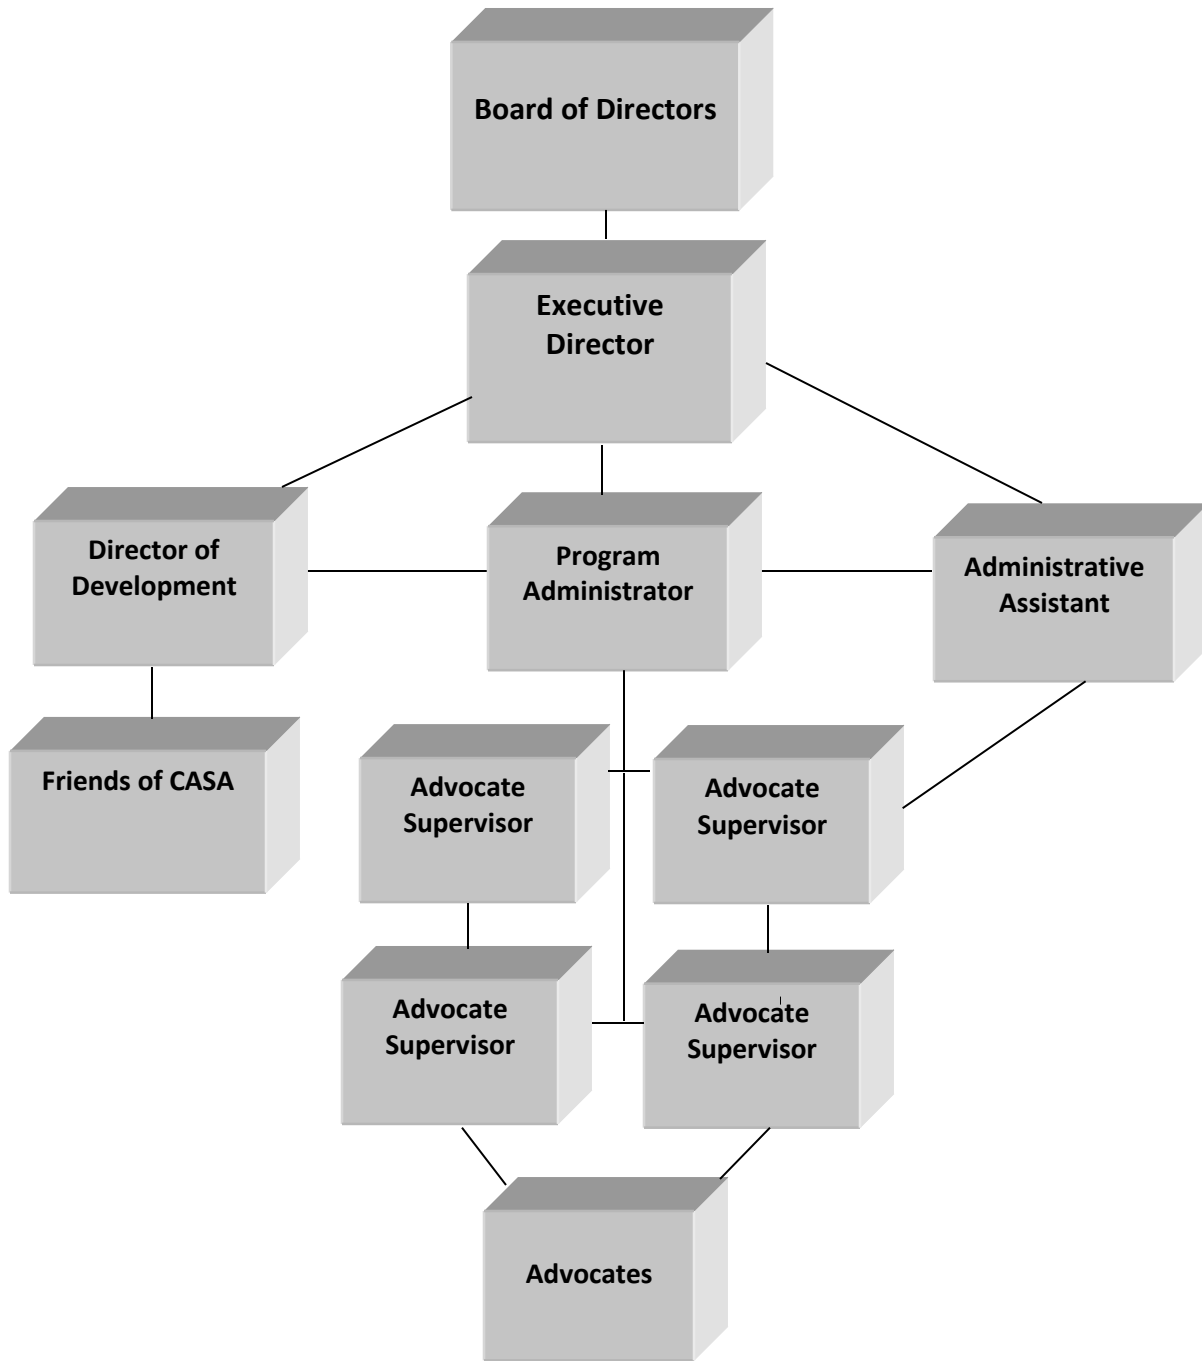 Board of Directors
Executive
Director
Director of
Development
Program
Administrator
Administrative
Assistant
Friends of CASA
Advocate
Supervisor
Advocate
Supervisor
Advocate
Supervisor
Advocate
Supervisor
Advocates